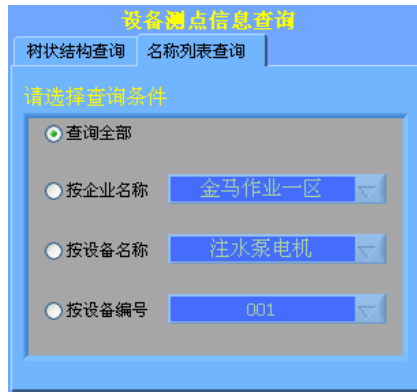 设备测点信息查询
树状结构查询 名称列表查询
请选择查询条件
查询全部
按企业名称 金马作业一区
按设备名称 注水泵电机
按设备编号 001